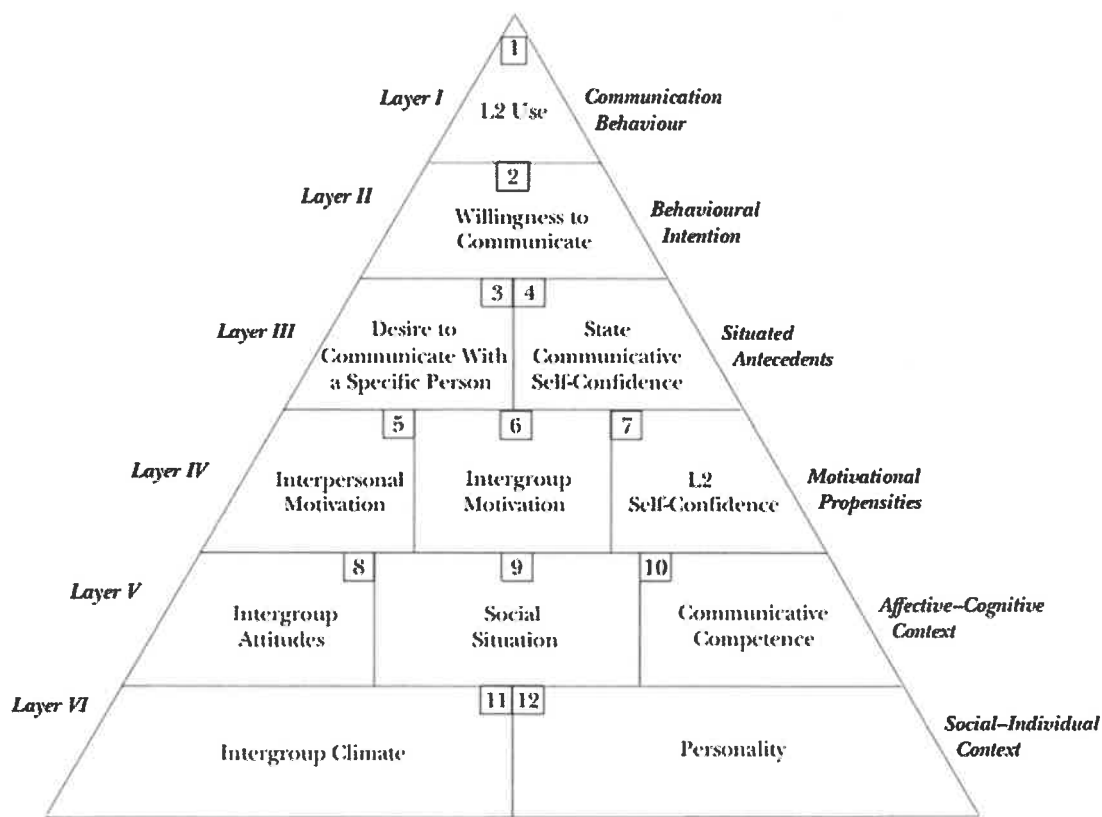 1
Layer I
L2 Use
Communication
Behaviour
2
Layer II
Willingness to
Communicate
Behavioural
Intention
3 4
Layer III
Desire to
Communicate With
a Specific Person
State
Communicative
Self-Confidence
Situated
Antecedents
5 6 7
Layer IV
Interpersonal
Motivation
Intergroup
Motivation
L2
Self-Confidence
Motivational
Propensities
8 9 10
Layer V
Intergroup
Attitudes
Social
Situation
Communicative
Competence
Affective–Cognitive
Context
11 12
Layer VI
Intergroup Climate
Personality
Social–Individual
Context